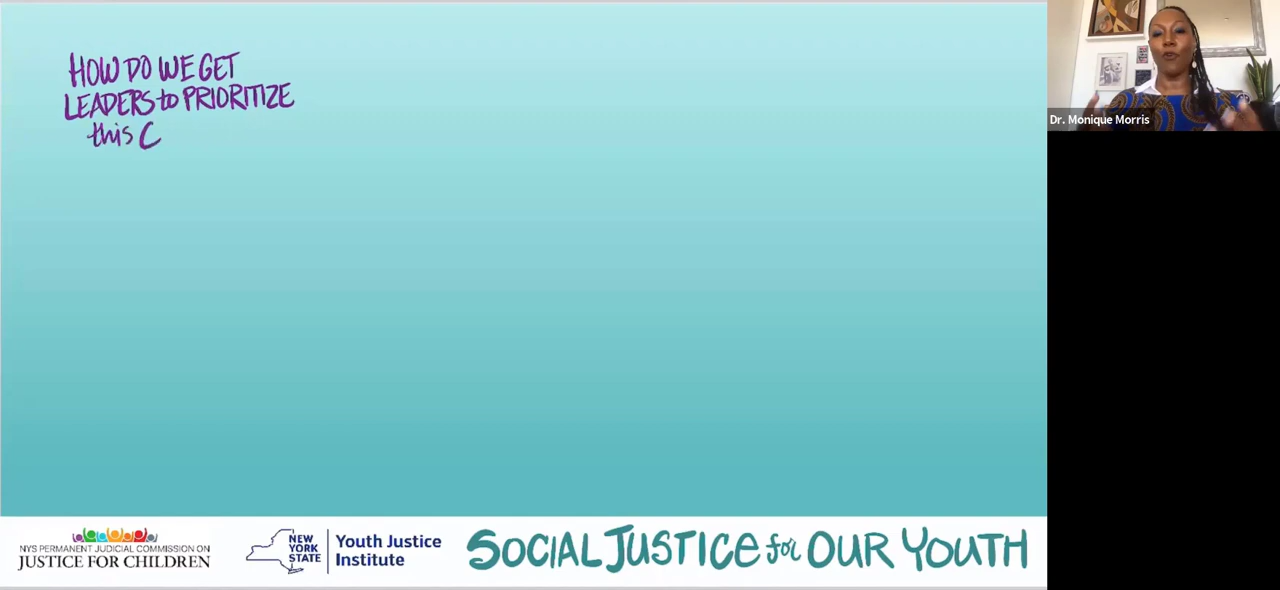 HOW DO WE GET
LEADERS to PRIORITIZE
this C
Dr. Monique Morris
NYS PERMANENT JUDICIAL COMMISSION ON
JUSTICE FOR CHILDREN
NEW
YORK
STATE
Youth Justice
Institute
SOCIAL JUSTICE for OUR YOUTH